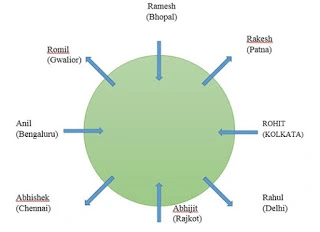 Ramesh
(Bhopal)
Romil
(Gwalior)
Rakesh
(Patna)
Anil
(Bengaluru)
ROHIT
(KOLKATA)
Abhishek
(Chennai)
Abhijit
(Rajkot)
Rahul
(Delhi)